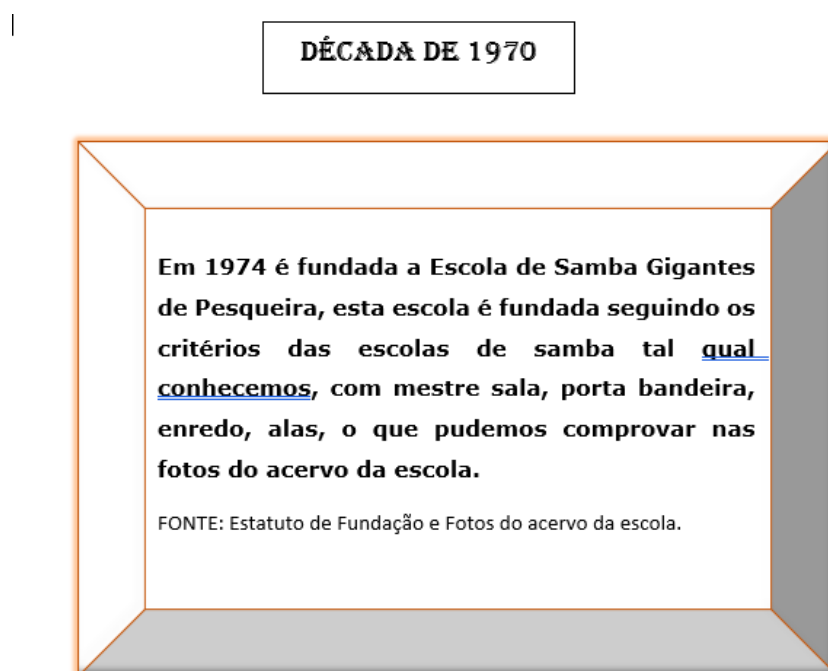 DÉCADA DE 1970
Em 1974 é fundada a Escola de Samba Gigantes
de Pesqueira, esta escola é fundada seguindo os
critérios das escolas de samba tal qual
conhecemos, com mestre sala, porta bandeira,
enredo, alas, o que pudemos comprovar nas
fotos do acervo da escola.
FONTE: Estatuto de Fundação e Fotos do acervo da escola.